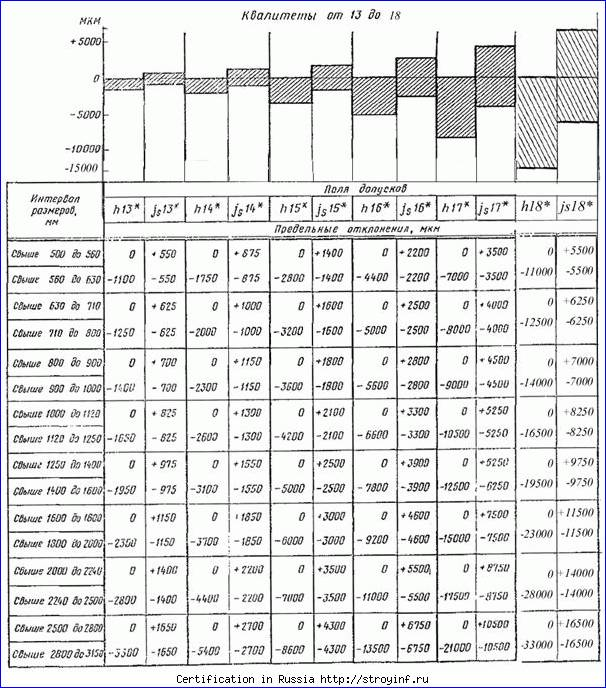 Квалитеты от 13 до 18
МКМ
+5000
0
-5000
-10000
-15000
Интервал размеров, мм
Поля допусков
h13* js13* h14* js14* h15* js15* h16* js16* h17* js17* h18* js18*
Предельные отклонения, мкм
Свыше 500 до 560 0 +550 0 +875 0 +1400 0 +2200 0 +3500 0 +5500
Свыше 560 до 630 -1100 -550 -1750 -875 -2800 -1400 -4400 -2200 -7000 -3500 -11000 -5500
Свыше 630 до 710 0 +625 0 +1000 0 +1600 0 +2500 0 +4000 0 +6250
Свыше 710 до 800 -1250 -625 -2000 -1000 -3200 -1600 -5000 -2500 -8000 -4000 -12500 -6250
Свыше 800 до 900 0 +700 0 +1150 0 +1800 0 +2800 0 +4500 0 +7000
Свыше 900 до 1000 -1400 -700 -2300 -1150 -3600 -1800 -5600 -2800 -9000 -4500 -14000 -7000
Свыше 1000 до 1120 0 +825 0 +1300 0 +2100 0 +3300 0 +5250 0 +8250
Свыше 1120 до 1250 -1650 -825 -2600 -1300 -4200 -2100 -6600 -3300 -10500 -5250 -16500 -8250
Свыше 1250 до 1400 0 +975 0 +1550 0 +2500 0 +3900 0 +6250 0 +9750
Свыше 1400 до 1600 -1950 -975 -3100 -1550 -5000 -2500 -7800 -3900 -12500 -6250 -19500 -9750
Свыше 1600 до 1800 0 +1150 0 +1850 0 +3000 0 +4600 0 +7500 0 +11500
Свыше 1800 до 2000 -2300 -1150 -3700 -1850 -6000 -3000 -9200 -4600 -15000 -7500 -23000 -11500
Свыше 2000 до 2240 0 +1400 0 +2200 0 +3500 0 +5500 0 +8750 0 +14000
Свыше 2240 до 2500 -2800 -1400 -4400 -2200 -7000 -3500 -11000 -5500 -17500 -8750 -28000 -14000
Свыше 2500 до 2800 0 +1650 0 +2700 0 +4300 0 +6750 0 +10500 0 +16500
Свыше 2800 до 3150 -3300 -1650 -5400 -2700 -8600 -4300 -13500 -6750 -21000 -10500 -33000 -16500
Certification in Russia http://stroyinf.ru